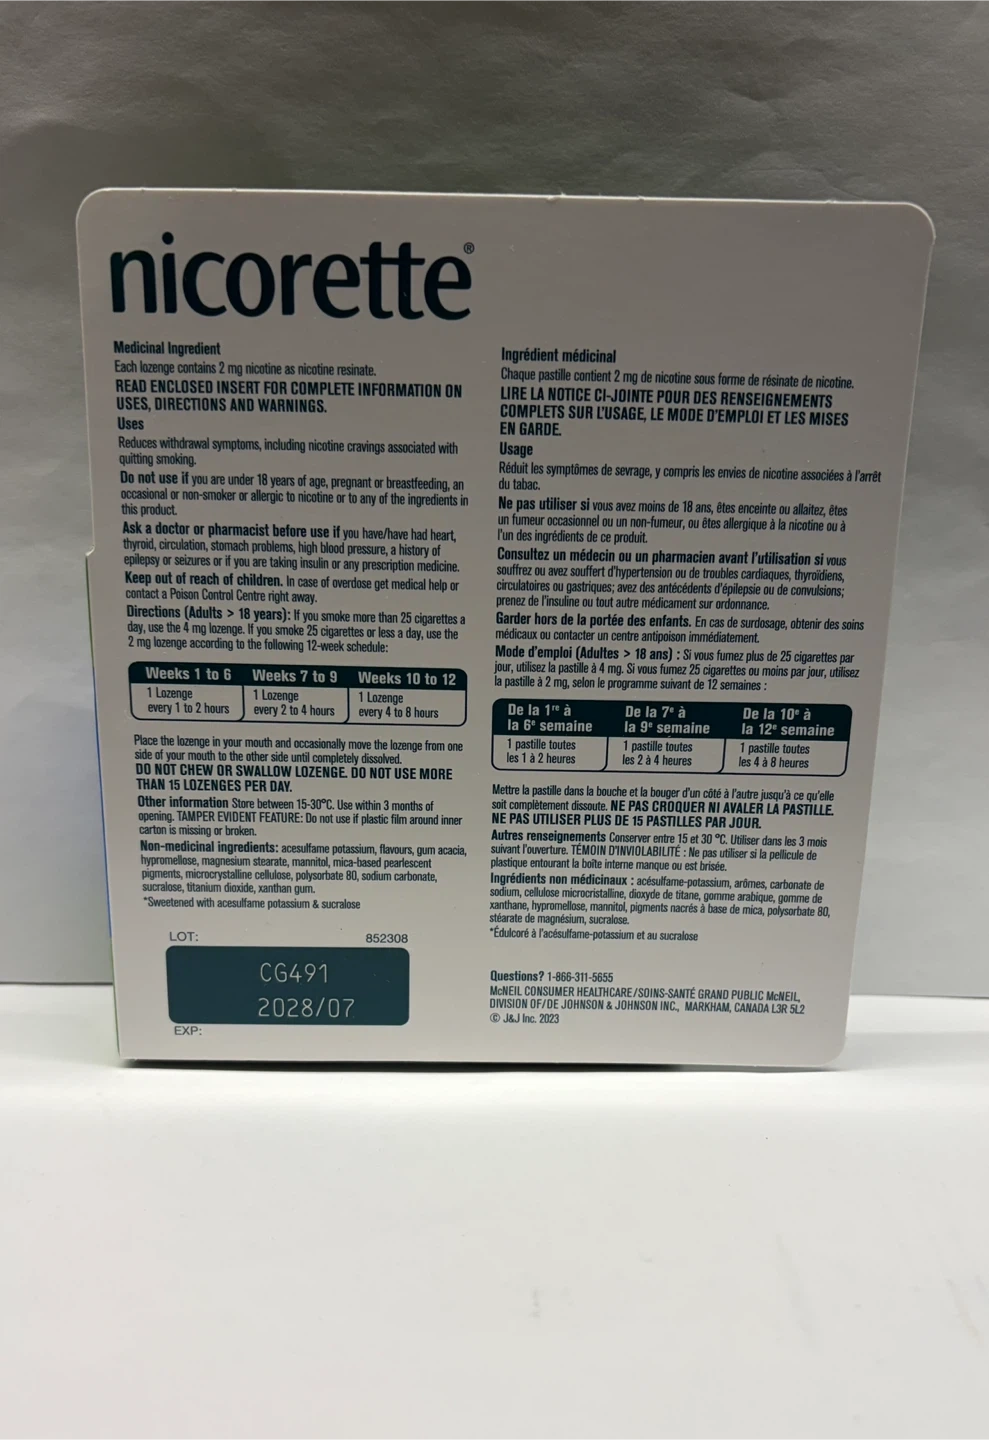 nicorette®
Medicinal Ingredient
Each lozenge contains 2 mg nicotine as nicotine resinate.
READ ENCLOSED INSERT FOR COMPLETE INFORMATION ON
USES, DIRECTIONS AND WARNINGS.
Uses
Reduces withdrawal symptoms, including nicotine cravings associated with
quitting smoking.
Do not use if you are under 18 years of age, pregnant or breastfeeding, an
occasional or non-smoker or allergic to nicotine or to any of the ingredients in
this product.
Ask a doctor or pharmacist before use if you have/have had heart,
thyroid, circulation, stomach problems, high blood pressure, a history of
epilepsy or seizures or if you are taking insulin or any prescription medicine.
Keep out of reach of children. In case of overdose get medical help or
contact a Poison Control Centre right away.
Directions (Adults > 18 years): If you smoke more than 25 cigarettes a
day, use the 4 mg lozenge. If you smoke 25 cigarettes or less a day, use the
2 mg lozenge according to the following 12-week schedule:
Weeks 1 to 6 Weeks 7 to 9 Weeks 10 to 12
1 Lozenge 1 Lozenge 1 Lozenge
every 1 to 2 hours every 2 to 4 hours every 4 to 8 hours
Place the lozenge in your mouth and occasionally move the lozenge from one
side of your mouth to the other side until completely dissolved.
DO NOT CHEW OR SWALLOW LOZENGE. DO NOT USE MORE
THAN 15 LOZENGES PER DAY.
Other information Store between 15-30°C. Use within 3 months of
opening. TAMPER EVIDENT FEATURE: Do not use if plastic film around inner
carton is missing or broken.
Non-medicinal ingredients: acesulfame potassium, flavours, gum acacia,
hypromellose, magnesium stearate, mannitol, mica-based pearlescent
pigments, microcrystalline cellulose, polysorbate 80, sodium carbonate,
sucralose, titanium dioxide, xanthan gum.
*Sweetened with acesulfame potassium & sucralose
LOT: 852308
CG491
2028/07
EXP:
Ingrédient médicinal
Chaque pastille contient 2 mg de nicotine sous forme de résinate de nicotine.
LIRE LA NOTICE CI-JOINTE POUR DES RENSEIGNEMENTS
COMPLETS SUR L'USAGE, LE MODE D'EMPLOI ET LES MISES
EN GARDE.
Usage
Réduit les symptômes de sevrage, y compris les envies de nicotine associées à l'arrêt
du tabac.
Ne pas utiliser si vous avez moins de 18 ans, êtes enceinte ou allaitez, êtes
un fumeur occasionnel ou un non-fumeur, ou êtes allergique à la nicotine ou à
l'un des ingrédients de ce produit.
Consultez un médecin ou un pharmacien avant l'utilisation si vous
souffrez ou avez souffert d'hypertension ou de troubles cardiaques, thyroïdiens,
circulatoires ou gastriques; avez des antécédents d'épilepsie ou de convulsions;
prenez de l'insuline ou tout autre médicament sur ordonnance.
Garder hors de la portée des enfants. En cas de surdosage, obtenir des soins
médicaux ou contacter un centre antipoison immédiatement.
Mode d'emploi (Adultes > 18 ans) : Si vous fumez plus de 25 cigarettes par
jour, utilisez la pastille à 4 mg. Si vous fumez 25 cigarettes ou moins par jour, utilisez
la pastille à 2 mg, selon le programme suivant de 12 semaines :
De la 1re à De la 7e à De la 10e à
la 6e semaine la 9e semaine la 12e semaine
1 pastille toutes 1 pastille toutes 1 pastille toutes
les 1 à 2 heures les 2 à 4 heures les 4 à 8 heures
Mettre la pastille dans la bouche et la bouger d'un côté à l'autre jusqu'à ce qu'elle
soit complètement dissoute. NE PAS CROQUER NI AVALER LA PASTILLE.
NE PAS UTILISER PLUS DE 15 PASTILLES PAR JOUR.
Autres renseignements Conserver entre 15 et 30 °C. Utiliser dans les 3 mois
suivant l'ouverture. TÉMOIN D'INVIOLABILITÉ : Ne pas utiliser si la pellicule de
plastique entourant la boîte interne manque ou est brisée.
Ingrédients non médicinaux : acésulfame-potassium, arômes, carbonate de
sodium, cellulose microcristalline, dioxyde de titane, gomme arabique, gomme de
xanthane, hypromellose, mannitol, pigments nacrés à base de mica, polysorbate 80,
stéarate de magnésium, sucralose.
*Édulcoré à l'acésulfame-potassium et au sucralose
Questions? 1-866-311-5655
McNEIL CONSUMER HEALTHCARE/SOINS-SANTÉ GRAND PUBLIC McNEIL,
DIVISION OF/DE JOHNSON & JOHNSON INC., MARKHAM, CANADA L3R 5L2
© J&J Inc. 2023